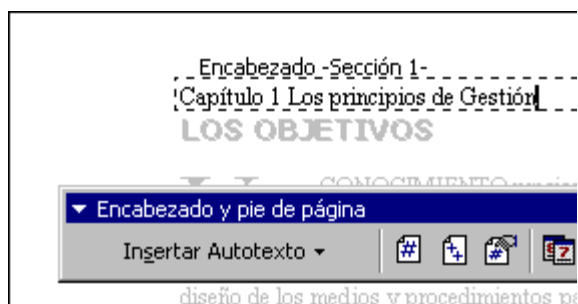 Encabezado -Sección 1-
Capítulo 1 Los principios de Gestión
LOS OBJETIVOS
CONOCIMIENTO
Encabezado y pie de página
Insertar Autotexto
diseño de los medios y procedimientos